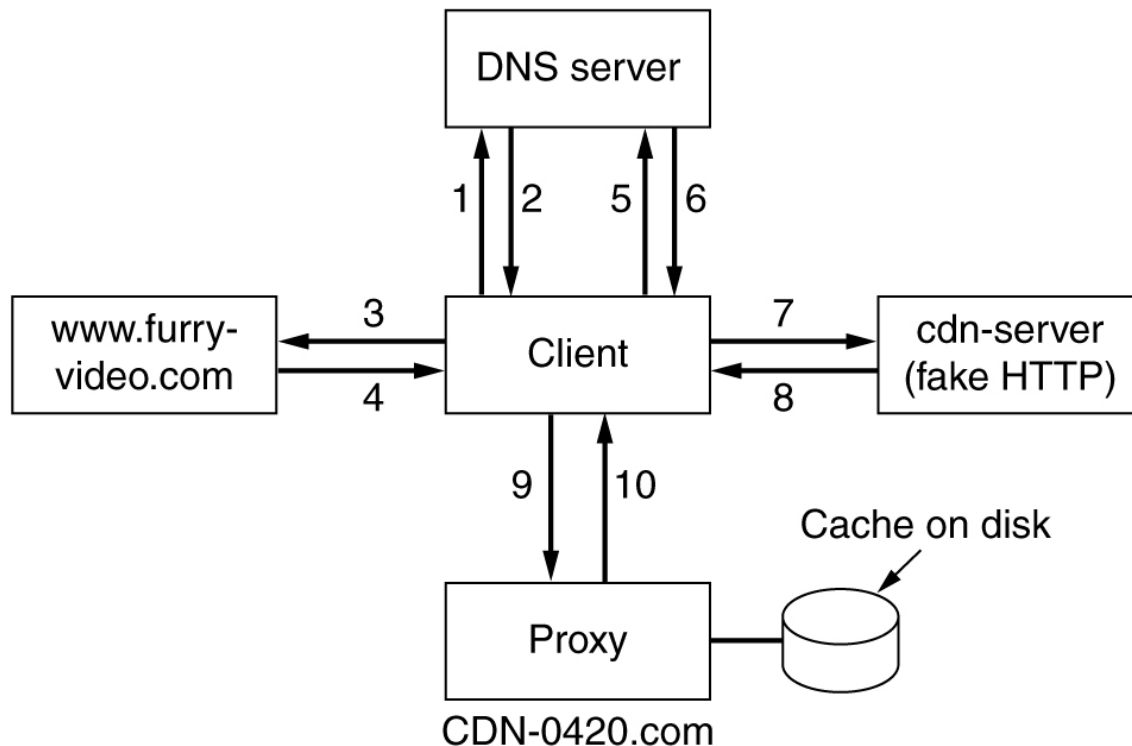 DNS server
1
2
5
6
www.furry-
video.com
3
4
Client
7
8
cdn-server
(fake HTTP)
9
10
Cache on disk
Proxy
CDN-0420.com